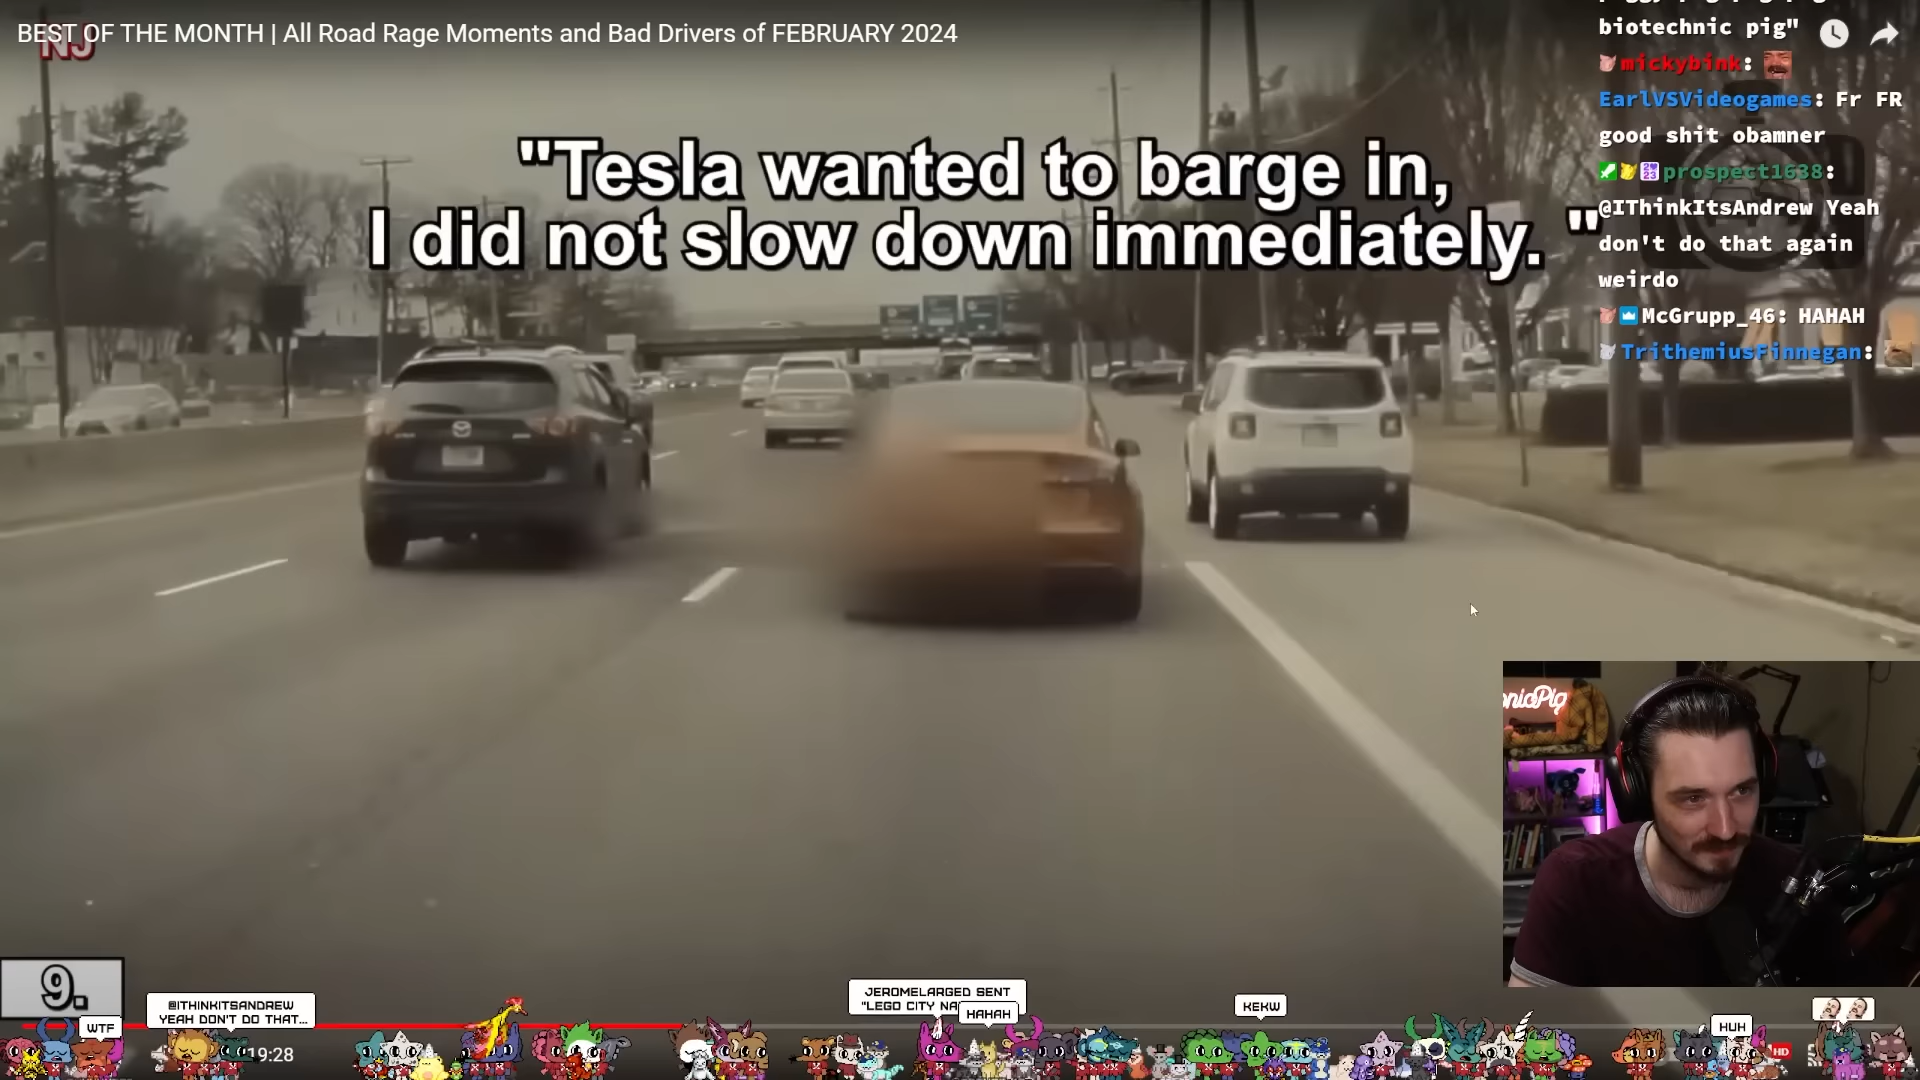 BEST OF THE MONTH | All Road Rage Moments and Bad Drivers of FEBRUARY 2024
NJ
"Tesla wanted to barge in,
I did not slow down immediately. "
biotechnic pig"
mickybink:
EarlVSVideogames: Fr FR
good shit obamner
prospect1638:
@IThinkItsAndrew Yeah
don't do that again
weirdo
McGrupp_46: HAHAH
TrithemiusFinnegan:
onicPig
9.
@ITHINKITSANDREW
YEAH DON'T DO THAT...
WTF
19:28
JEROMELARGED SENT
"LEGO CITY
HAHAH
KEKW
HUH
HD